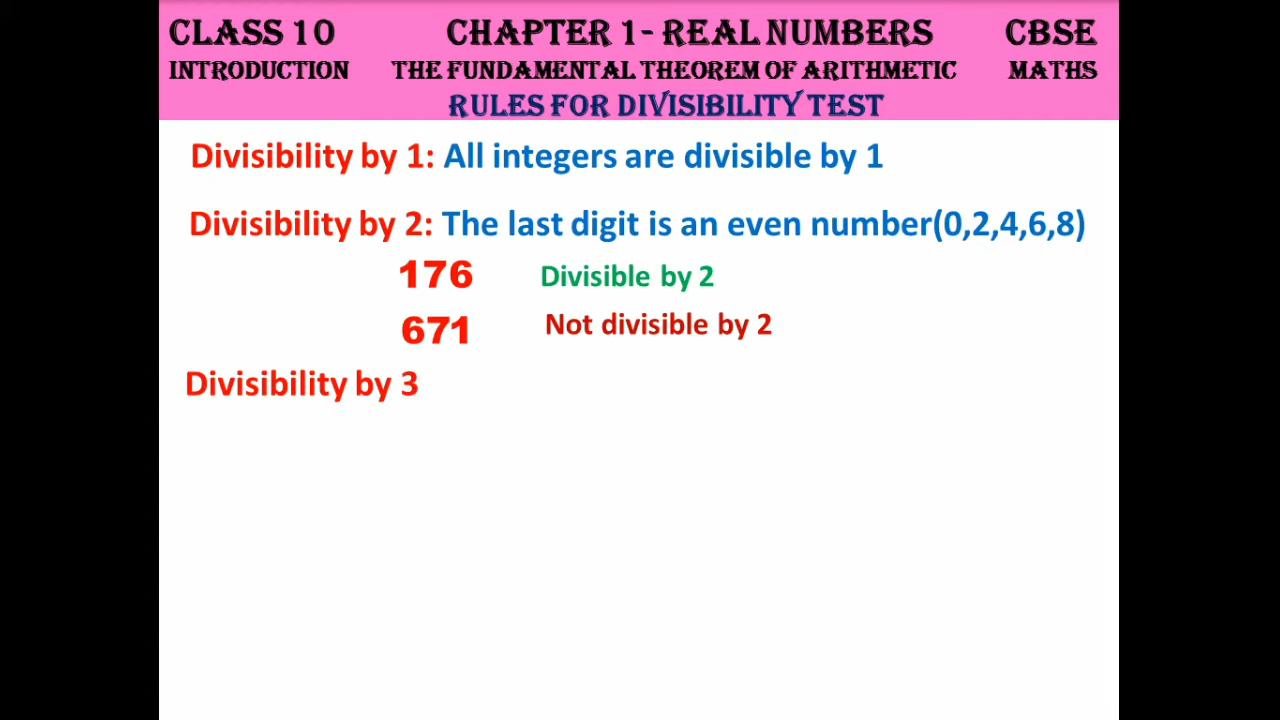 CLASS 10 CHAPTER 1- REAL NUMBERS CBSE
INTRODUCTION THE FUNDAMENTAL THEOREM OF ARITHMETIC MATHS
RULES FOR DIVISIBILITY TEST
Divisibility by 1: All integers are divisible by 1
Divisibility by 2: The last digit is an even number(0,2,4,6,8)
176 Divisible by 2
671 Not divisible by 2
Divisibility by 3